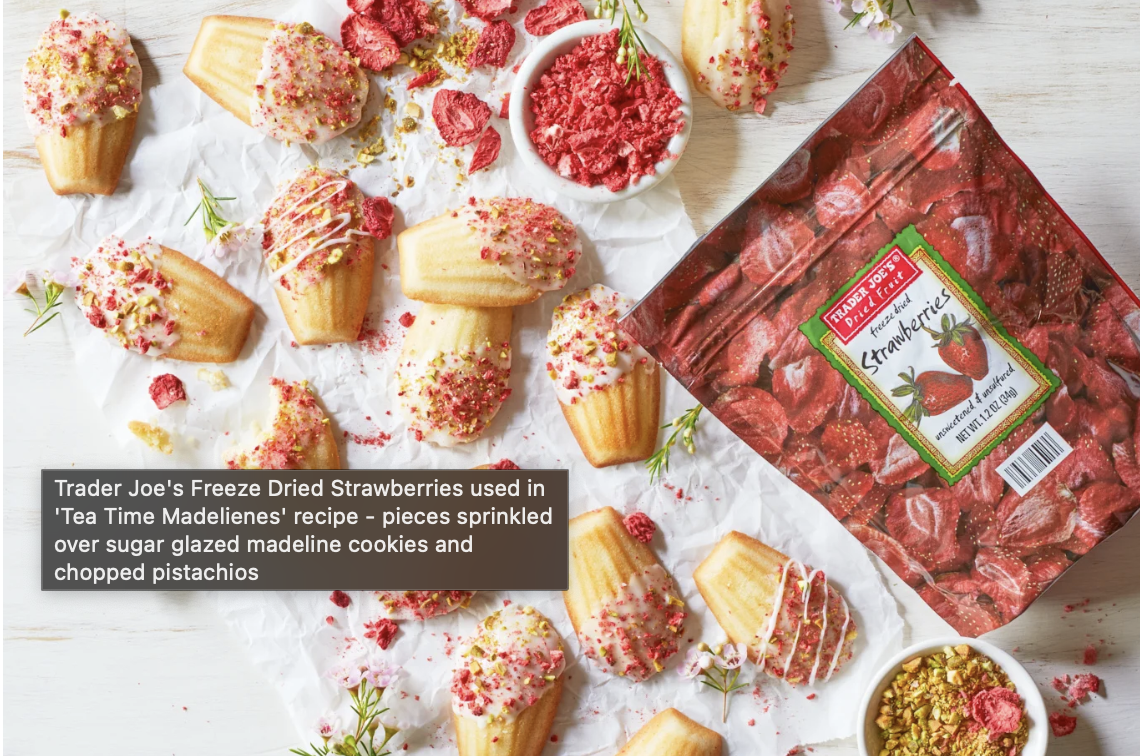 TRADER JOE'S®
Dried Fruit
freeze dried
Strawberries
unsweetened & unsulfured
NET WT. 1.2 OZ (34g)
Trader Joe's Freeze Dried Strawberries used in
'Tea Time Madelienes' recipe - pieces sprinkled
over sugar glazed madeline cookies and
chopped pistachios